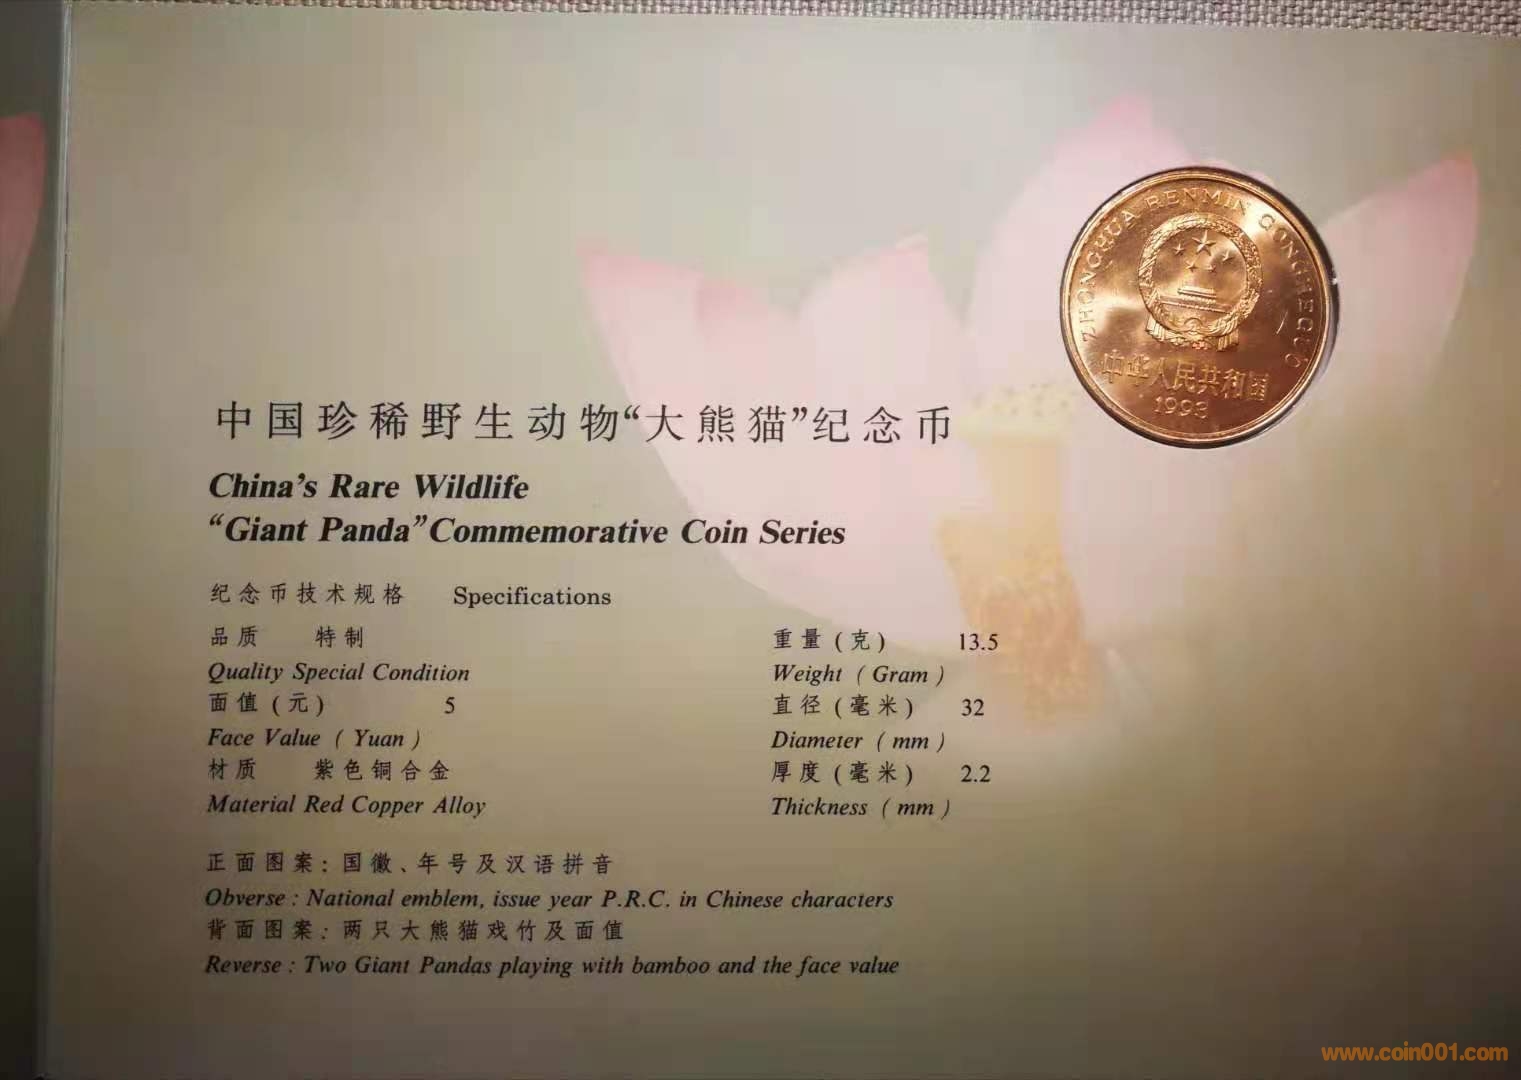 ZHONGHUA RENMIN GONGHEGUO
中华人民共和国
1993
中国珍稀野生动物“大熊猫”纪念币
China's Rare Wildlife
“Giant Panda”Commemorative Coin Series
纪念币技术规格 Specifications
品质 特制 重量(克) 13.5
Quality Special Condition Weight (Gram)
面值(元) 5 直径(毫米) 32
Face Value (Yuan) Diameter (mm)
材质 紫色铜合金 厚度(毫米) 2.2
Material Red Copper Alloy Thickness (mm)
正面图案:国徽、年号及汉语拼音
Obverse: National emblem, issue year P.R.C. in Chinese characters
背面图案:两只大熊猫戏竹及面值
Reverse: Two Giant Pandas playing with bamboo and the face value
www.coin001.com